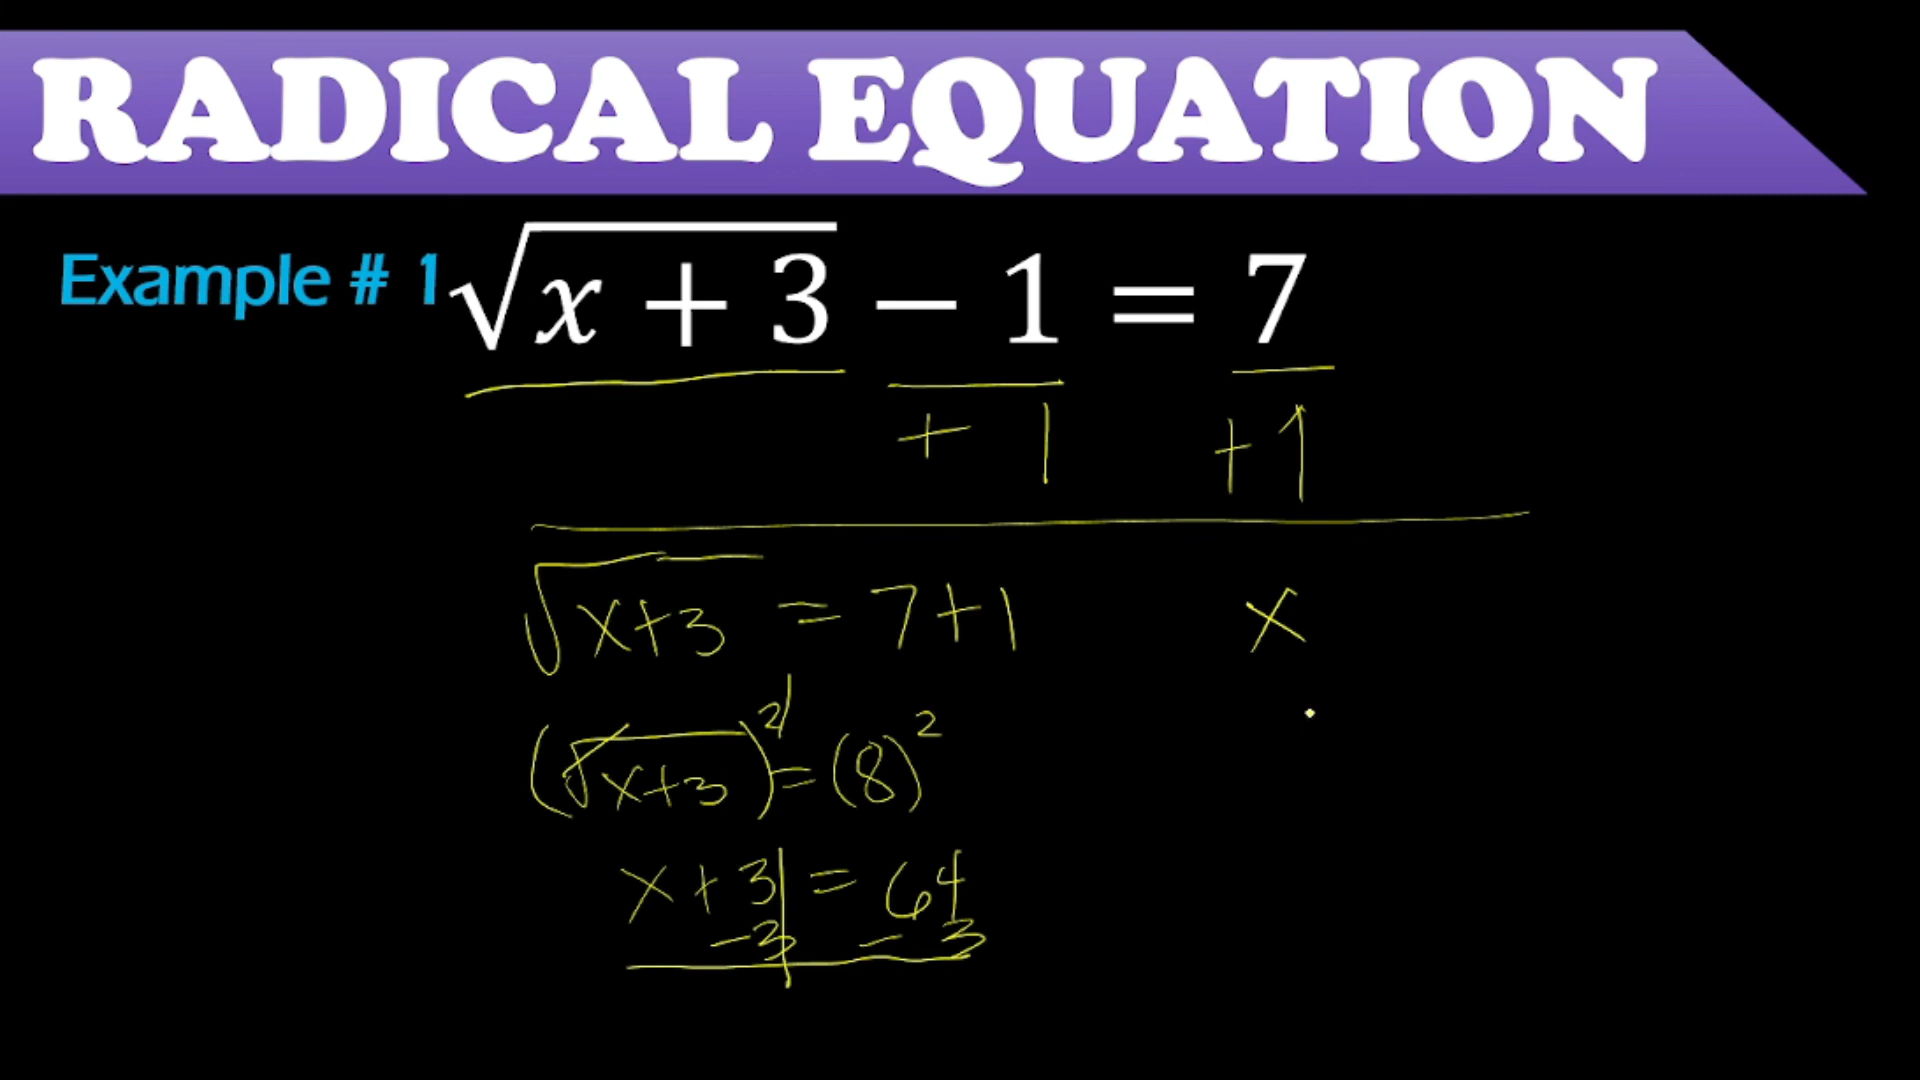 RADICAL EQUATION
Example # 1 √x + 3 − 1 = 7
+ 1 +1
√x+3 = 7+1 x
(√x+3)² = (8)²
x + 3 = 64
−3 − 3